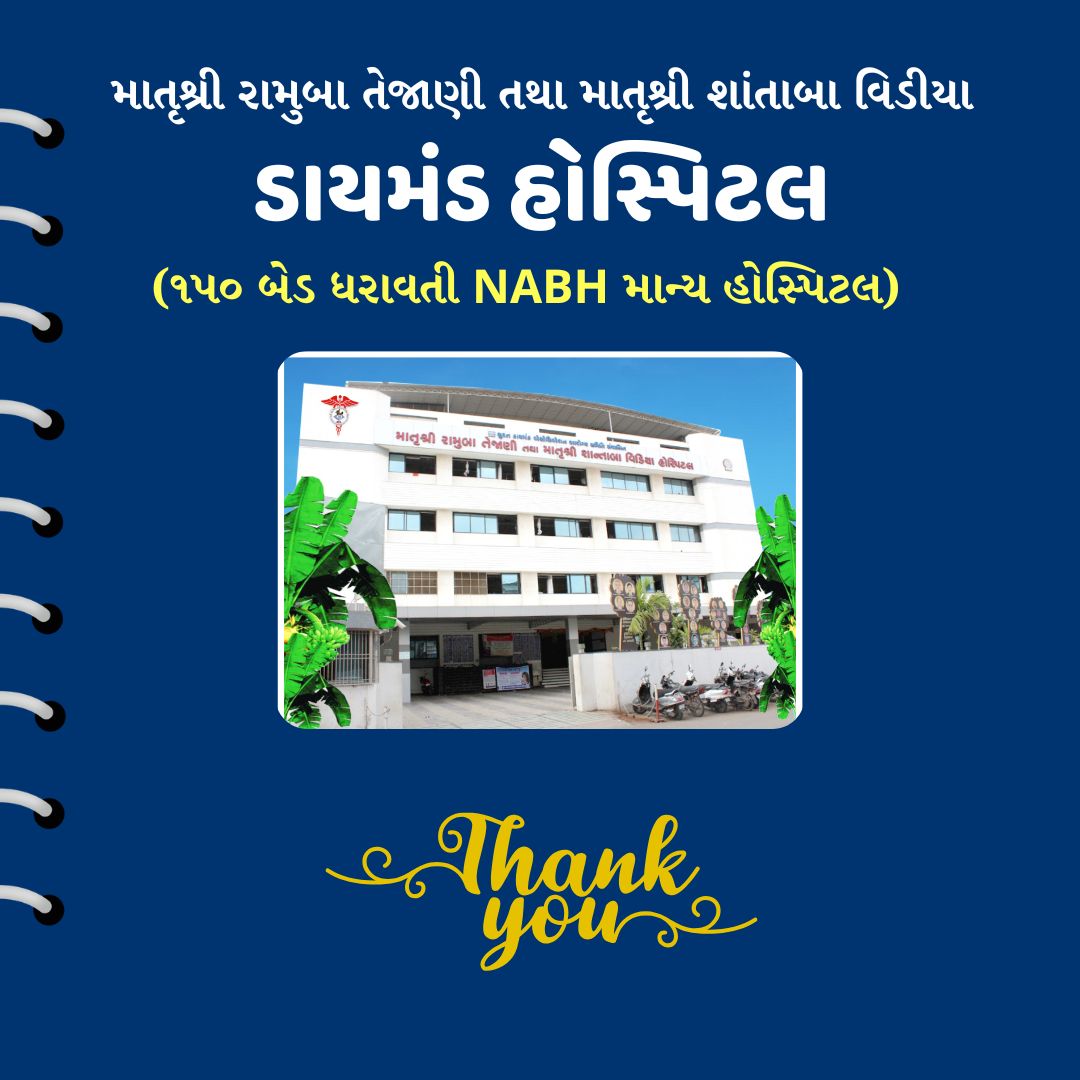 માતૃશ્રી રામુબા તેજાણી તથા માતૃશ્રી શાંતાબા વિડીયા
ડાયમંડ હોસ્પિટલ
(૧૫૦ બેડ ધરાવતી NABH માન્ય હોસ્પિટલ)
માતૃશ્રી રામુબા તેજાણી તથા માતૃશ્રી શાન્તાબા વિડિયા હોસ્પિટલ
Thank
you